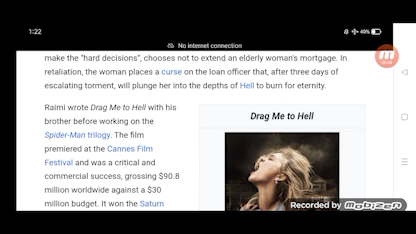 1:22
40%
No internet connection
make the "hard decisions", chooses not to extend an elderly woman's mortgage. In
retaliation, the woman places a curse on the loan officer that, after three days of
escalating torment, will plunge her into the depths of Hell to burn for eternity.
Raimi wrote Drag Me to Hell with his
brother before working on the
Spider-Man trilogy. The film
premiered at the Cannes Film
Festival and was a critical and
commercial success, grossing $90.8
million worldwide against a $30
million budget. It won the Saturn
Drag Me to Hell
Recorded by Mobizen